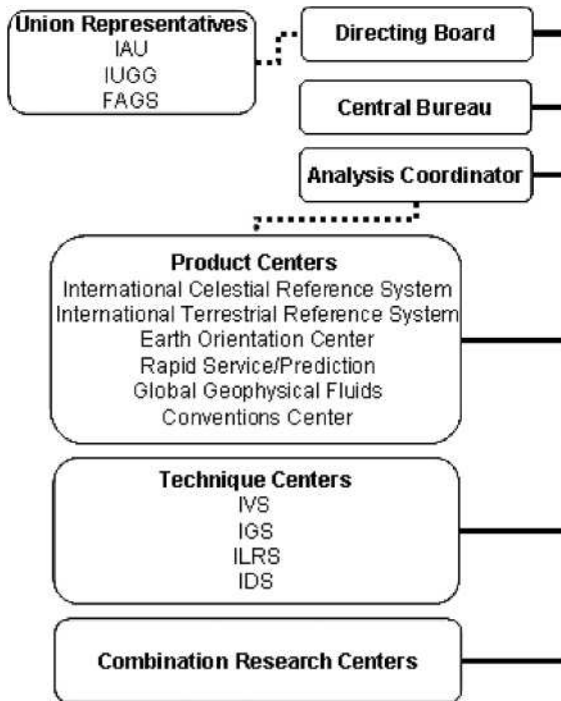 Union Representatives
IAU
IUGG
FAGS
Directing Board
Central Bureau
Analysis Coordinator
Product Centers
International Celestial Reference System
International Terrestrial Reference System
Earth Orientation Center
Rapid Service/Prediction
Global Geophysical Fluids
Conventions Center
Technique Centers
IVS
IGS
ILRS
IDS
Combination Research Centers